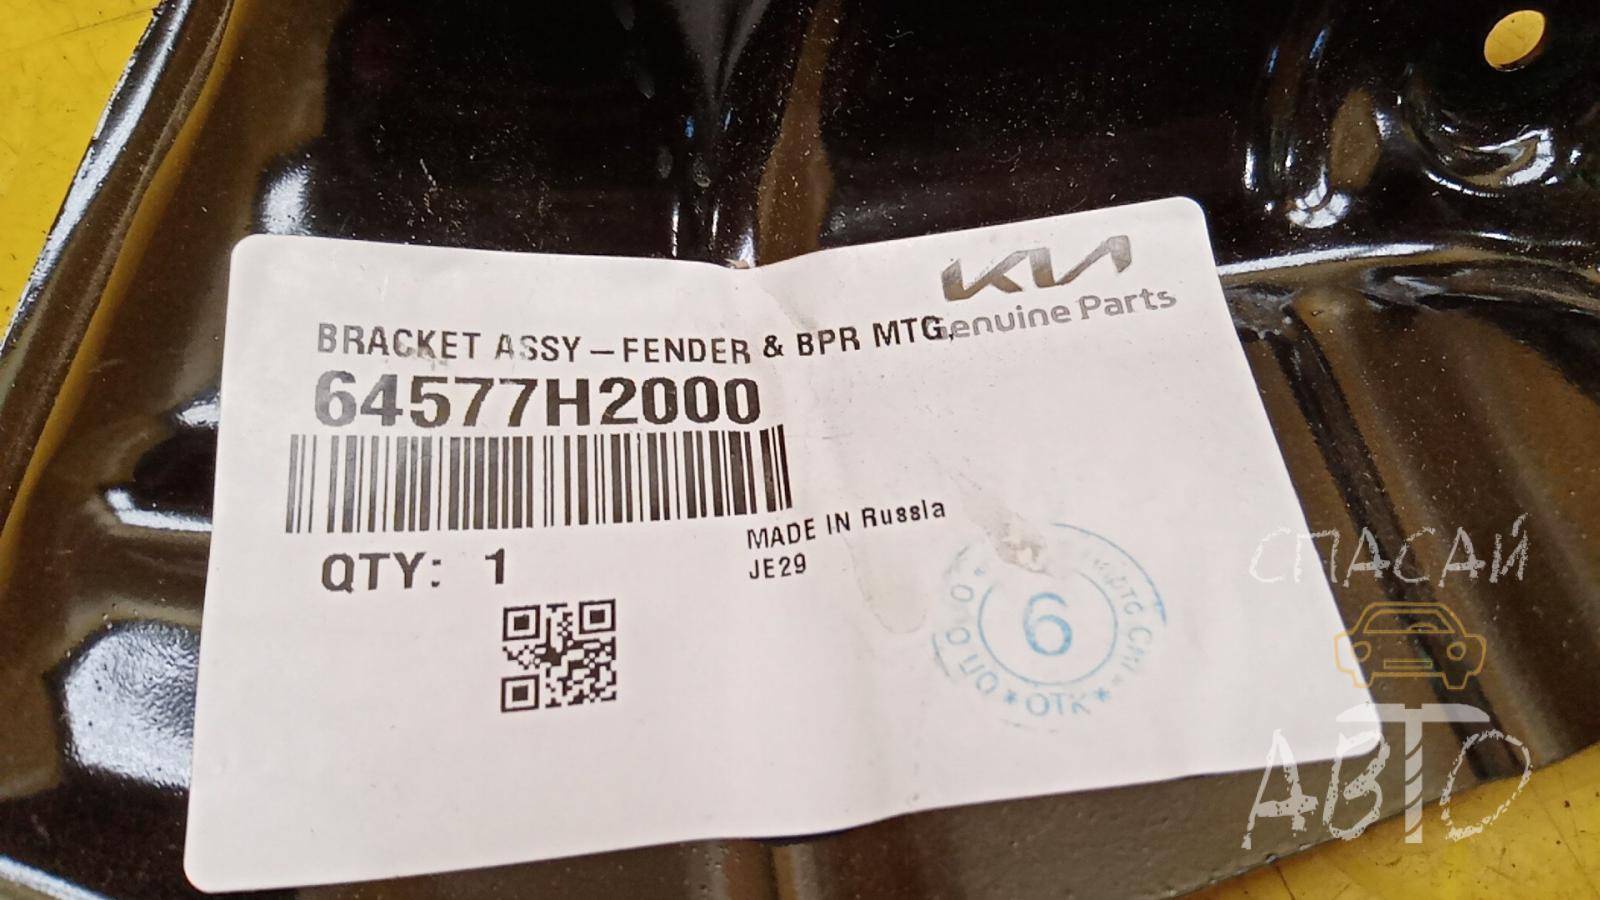 KIA
Genuine Parts
BRACKET ASSY-FENDER & BPR MTG,
64577H2000
QTY: 1
MADE IN Russia
JE29
6
* ОТК *
СПАСАЙ
АВТО